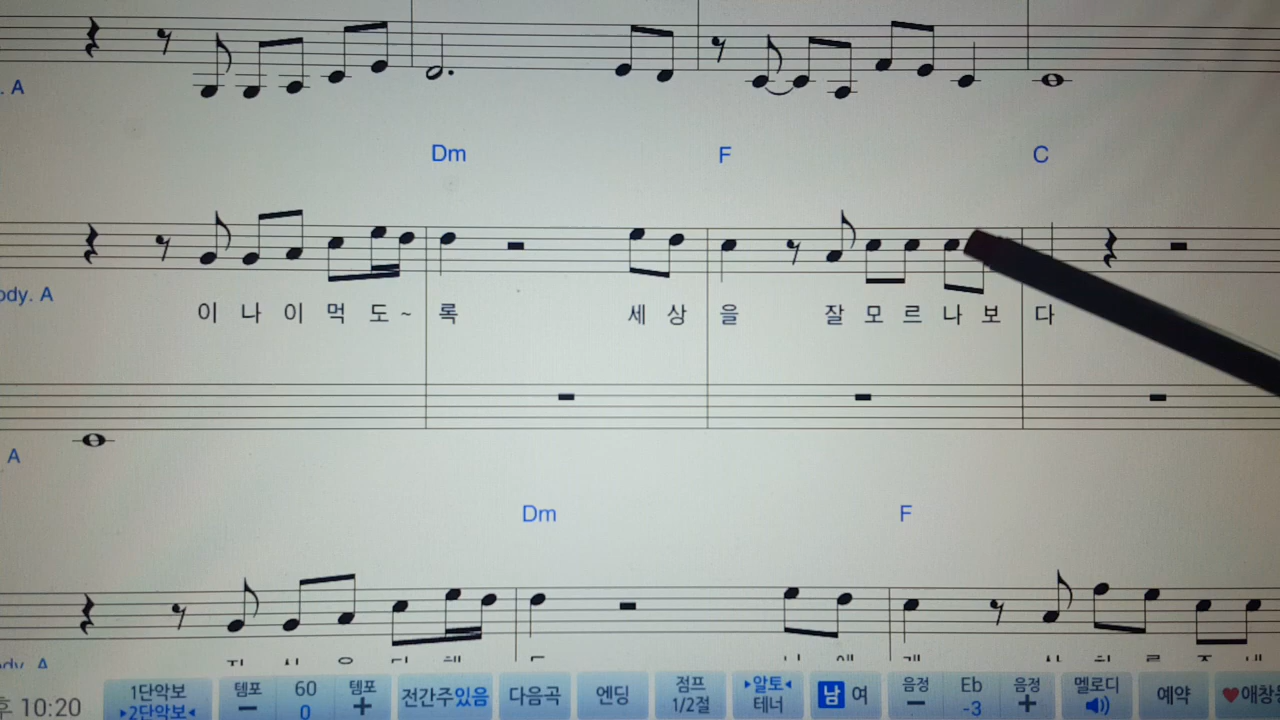 . A
Dm F C
ody. A
이 나 이 먹 도 ~ 록 세 상 을 잘 모 르 나 보 다
A
Dm F
후 10:20
1단악보
▸2단악보◂
템포
−
60
0
템포
+
전간주있음
다음곡
엔딩
점프
1/2절
▸알토◂
테너
남 여
음정
−
Eb
-3
음정
+
멜로디
예약
♥애창